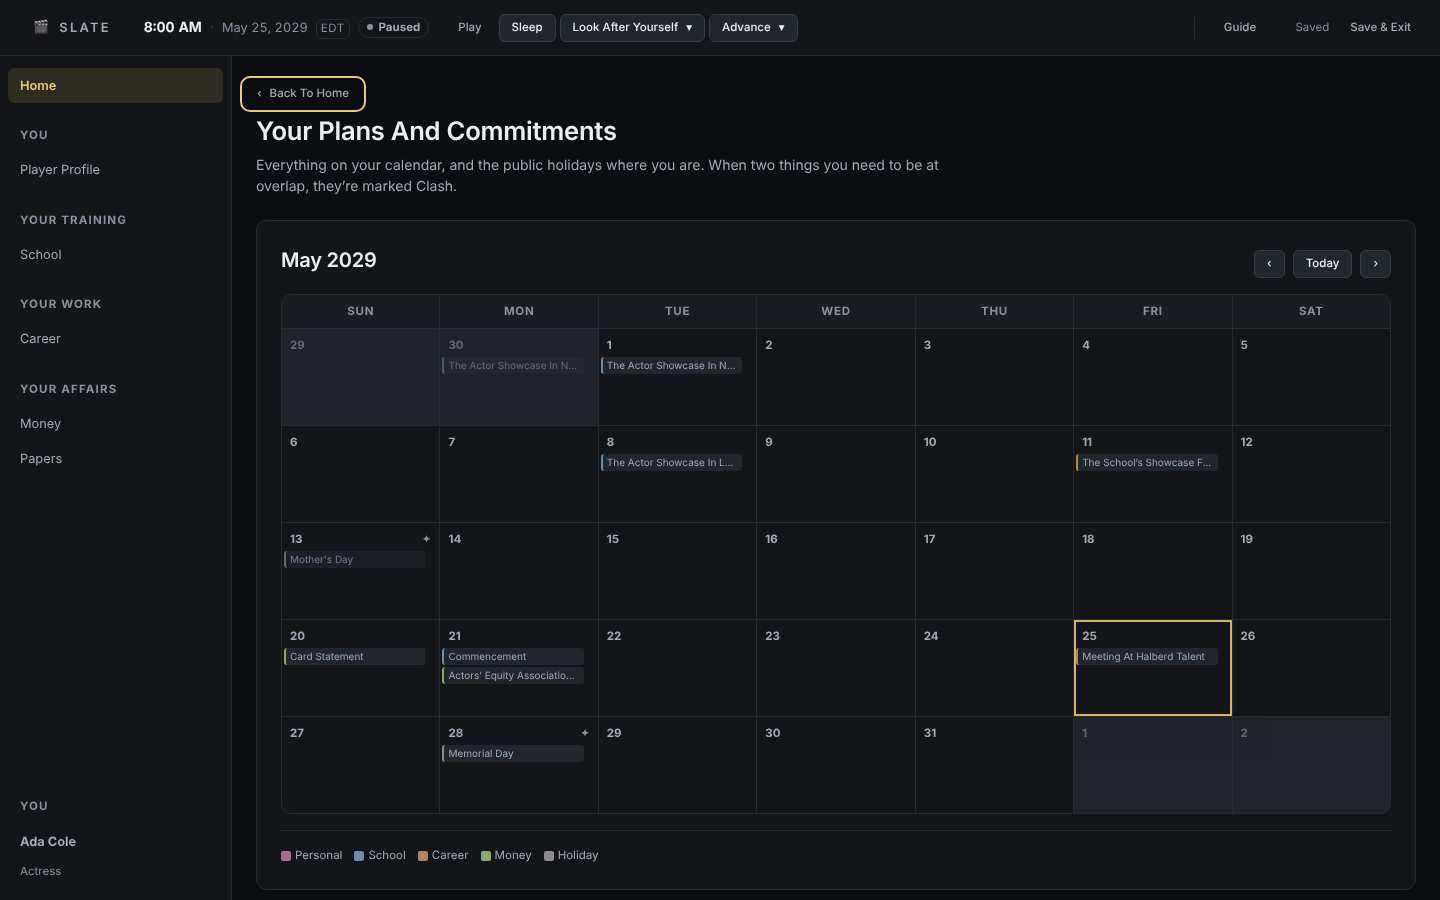 SLATE
8:00 AM · May 25, 2029 EDT Paused Play Sleep Look After Yourself ▾ Advance ▾ Guide Saved Save & Exit
Home
YOU
Player Profile
YOUR TRAINING
School
YOUR WORK
Career
YOUR AFFAIRS
Money
Papers
YOU
Ada Cole
Actress
‹ Back To Home
Your Plans And Commitments
Everything on your calendar, and the public holidays where you are. When two things you need to be at
overlap, they’re marked Clash.
May 2029
‹ Today ›
SUN MON TUE WED THU FRI SAT
29 30 1 2 3 4 5
The Actor Showcase In N... The Actor Showcase In N...
6 7 8 9 10 11 12
The Actor Showcase In L... The School’s Showcase F...
13 ✦ 14 15 16 17 18 19
Mother’s Day
20 21 22 23 24 25 26
Card Statement Commencement Meeting At Halberd Talent
Actors’ Equity Associatio...
27 28 ✦ 29 30 31 1 2
Memorial Day
Personal School Career Money Holiday